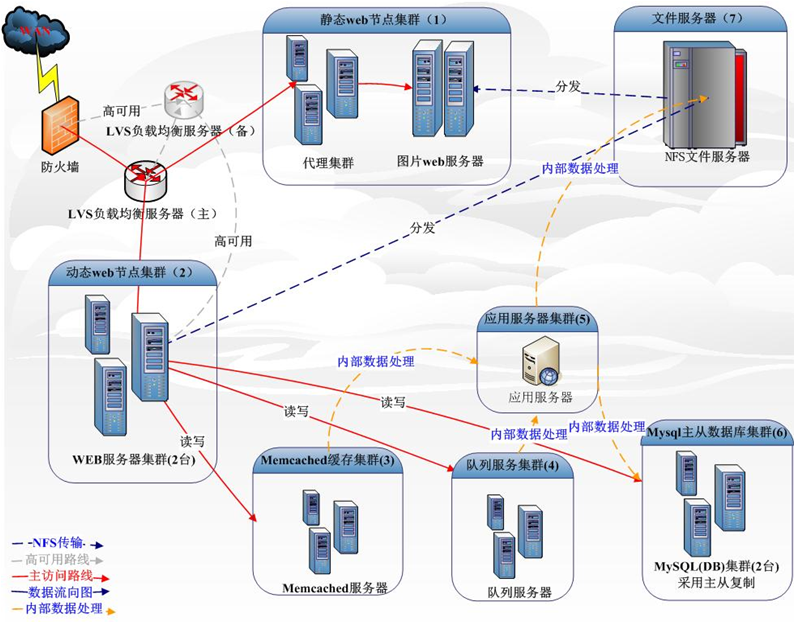 WAN
静态web节点集群（1）
文件服务器（7）
高可用
LVS负载均衡服务器（备）
防火墙
代理集群
图片web服务器
分发
NFS文件服务器
内部数据处理
LVS负载均衡服务器（主）
高可用
分发
动态web节点集群（2）
应用服务器集群(5)
内部数据处理
应用服务器
读写
读写
读写
内部数据处理
内部数据处理
WEB服务器集群(2台)
Memcached缓存集群(3)
队列服务集群(4)
Mysql主从数据库集群(6)
Memcached服务器
队列服务器
MySQL(DB)集群(2台)
采用主从复制
NFS传输
高可用路线
主访问路线
数据流向图
内部数据处理